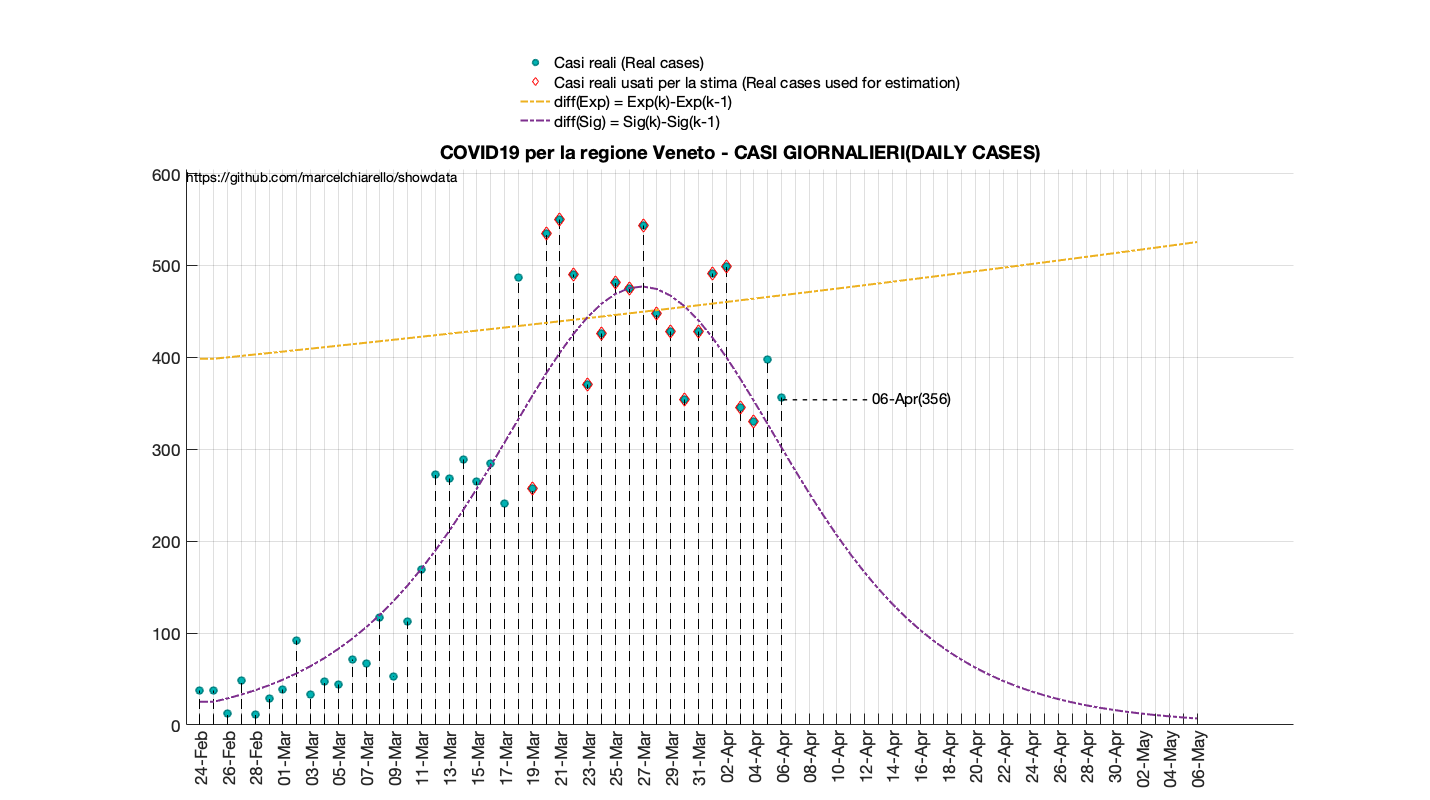 Casi reali (Real cases)
Casi reali usati per la stima (Real cases used for estimation)
diff(Exp) = Exp(k)-Exp(k-1)
diff(Sig) = Sig(k)-Sig(k-1)
COVID19 per la regione Veneto - CASI GIORNALIERI(DAILY CASES)
https://github.com/marcelchiarello/showdata
600
500
400
300
200
100
0
06-Apr(356)
24-Feb
26-Feb
28-Feb
01-Mar
03-Mar
05-Mar
07-Mar
09-Mar
11-Mar
13-Mar
15-Mar
17-Mar
19-Mar
21-Mar
23-Mar
25-Mar
27-Mar
29-Mar
31-Mar
02-Apr
04-Apr
06-Apr
08-Apr
10-Apr
12-Apr
14-Apr
16-Apr
18-Apr
20-Apr
22-Apr
24-Apr
26-Apr
28-Apr
30-Apr
02-May
04-May
06-May